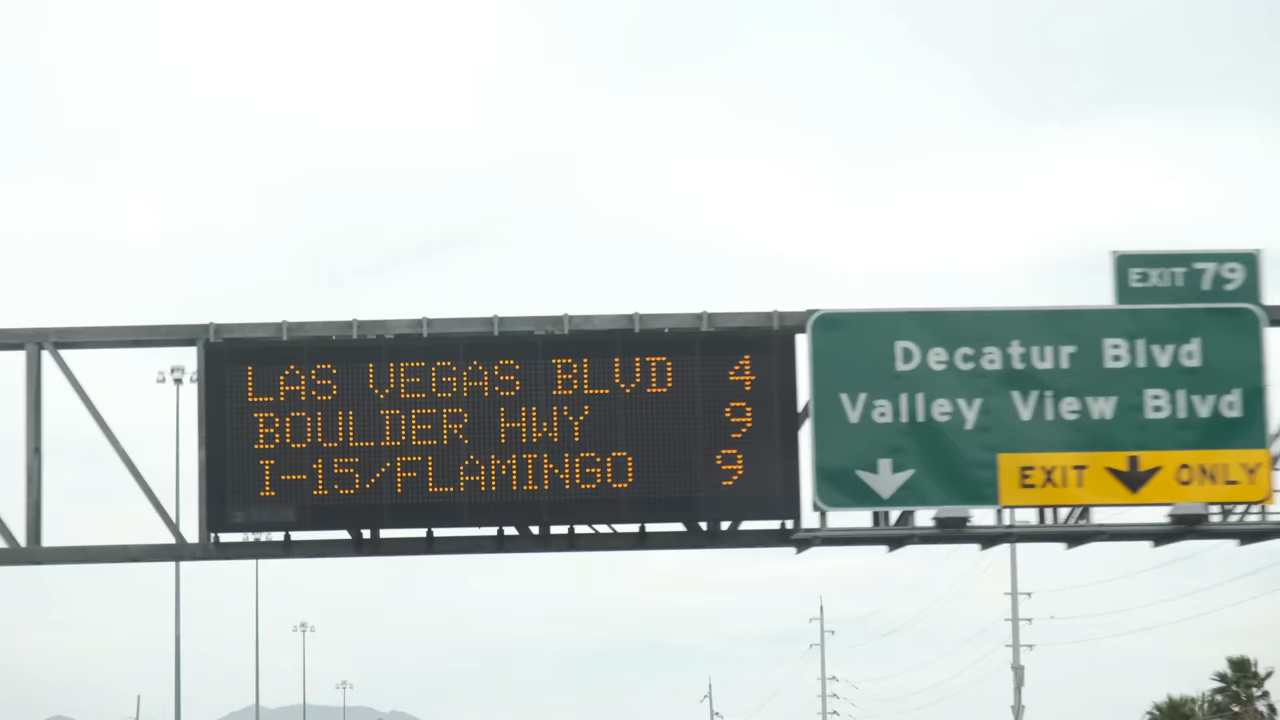 LAS VEGAS BLVD 4
BOULDER HWY 9
I-15/FLAMINGO 9
EXIT 79
Decatur Blvd
Valley View Blvd
EXIT ONLY